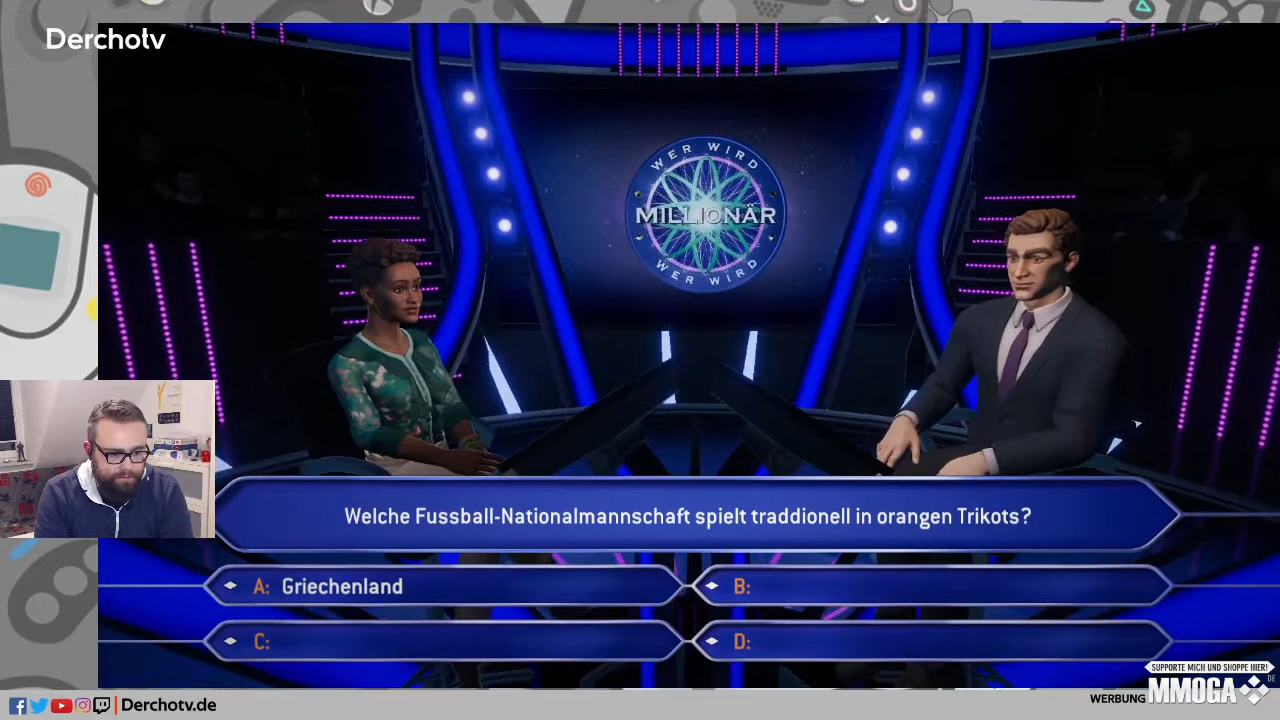 Derchotv
WER WIRD
MILLIONÄR
WER WIRD
Welche Fussball-Nationalmannschaft spielt traddionell in orangen Trikots?
A: Griechenland
B:
C:
D:
SUPPORTE MICH UND SHOPPE HIER!
WERBUNG MMOGA DE
Derchotv.de